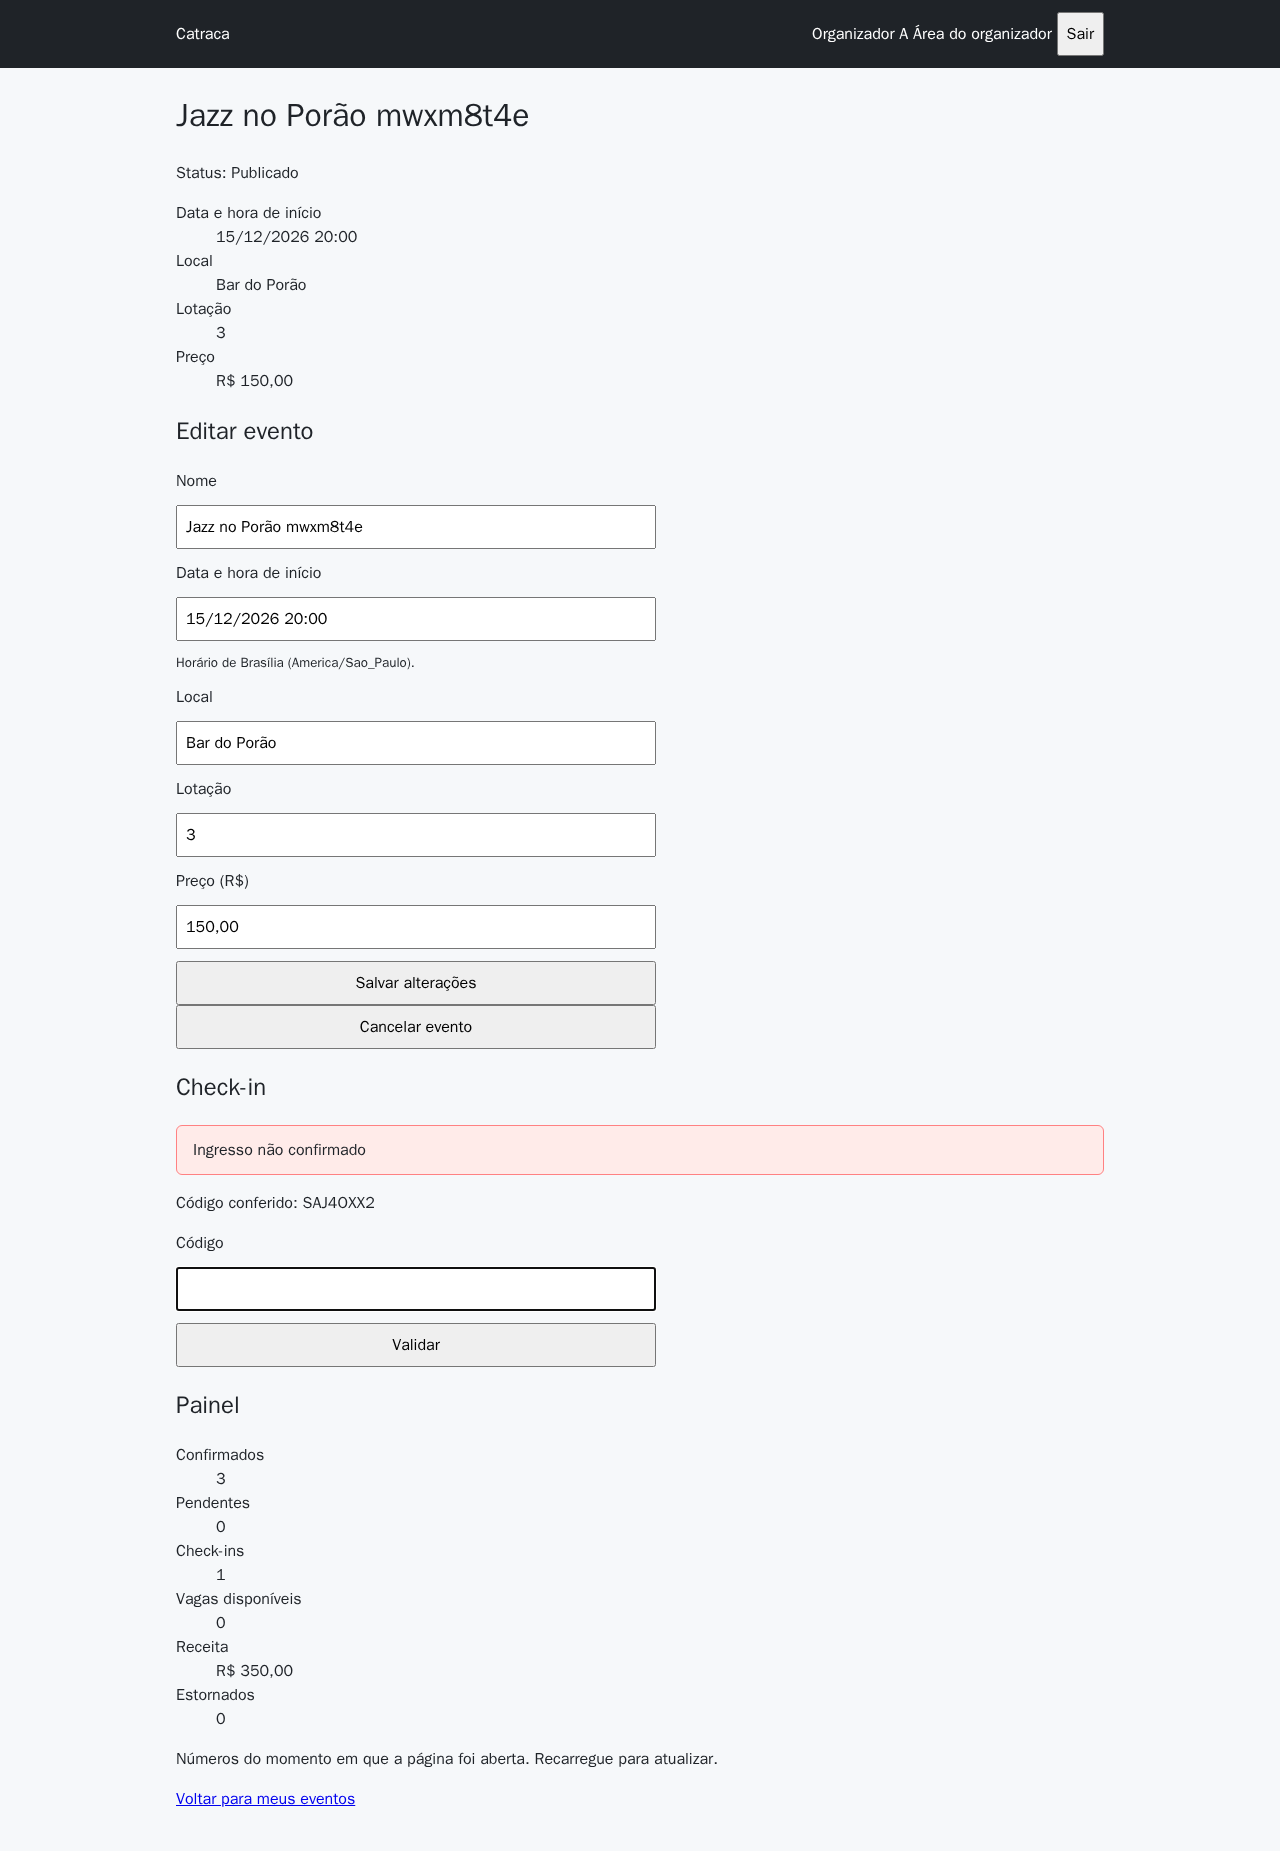 Catraca
Organizador A Área do organizador Sair
Jazz no Porão mwxm8t4e
Status: Publicado
Data e hora de início
15/12/2026 20:00
Local
Bar do Porão
Lotação
3
Preço
R$ 150,00
Editar evento
Nome
Jazz no Porão mwxm8t4e
Data e hora de início
15/12/2026 20:00
Horário de Brasília (America/Sao_Paulo).
Local
Bar do Porão
Lotação
3
Preço (R$)
150,00
Salvar alterações
Cancelar evento
Check-in
Ingresso não confirmado
Código conferido: SAJ4OXX2
Código
Validar
Painel
Confirmados
3
Pendentes
0
Check-ins
1
Vagas disponíveis
0
Receita
R$ 350,00
Estornados
0
Números do momento em que a página foi aberta. Recarregue para atualizar.
Voltar para meus eventos